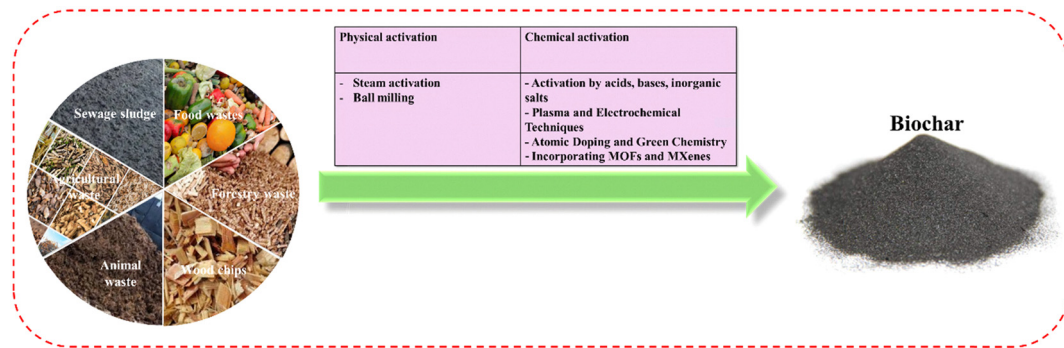 Sewage sludge
Food wastes
Agricultural
waste
Forestry waste
Animal
waste
Wood chips
Physical activation
Chemical activation
- Steam activation
- Ball milling
- Activation by acids, bases, inorganic
salts
- Plasma and Electrochemical
Techniques
- Atomic Doping and Green Chemistry
- Incorporating MOFs and MXenes
Biochar